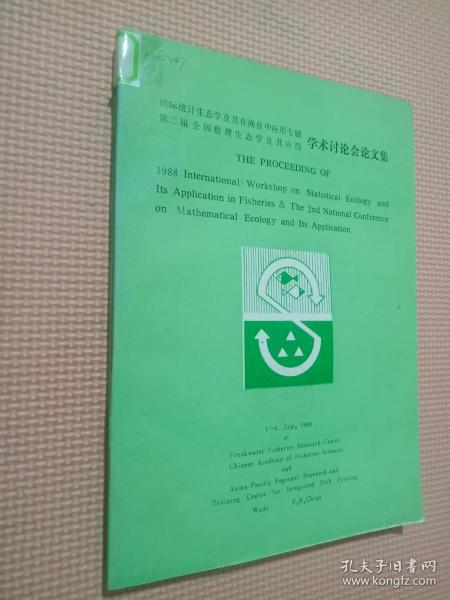 国际统计生态学及其在渔业中应用专题
第二届全国数理生态学及其应用
学术讨论会论文集
THE PROCEEDING OF
1988 International: Workshop on Statistical Ecology and
Its Application in Fisheries & The 2nd National Conference
on Mathematical Ecology and Its Application
1988
at
Freshwater Fisheries Research Center
Chinese Academy of Fisheries Sciences
and
Asian-Pacific Regional Research and
Training Centre for Integrated Fish Farming
Wuxi P.R.China
孔夫子旧书网
www.kongfz.com